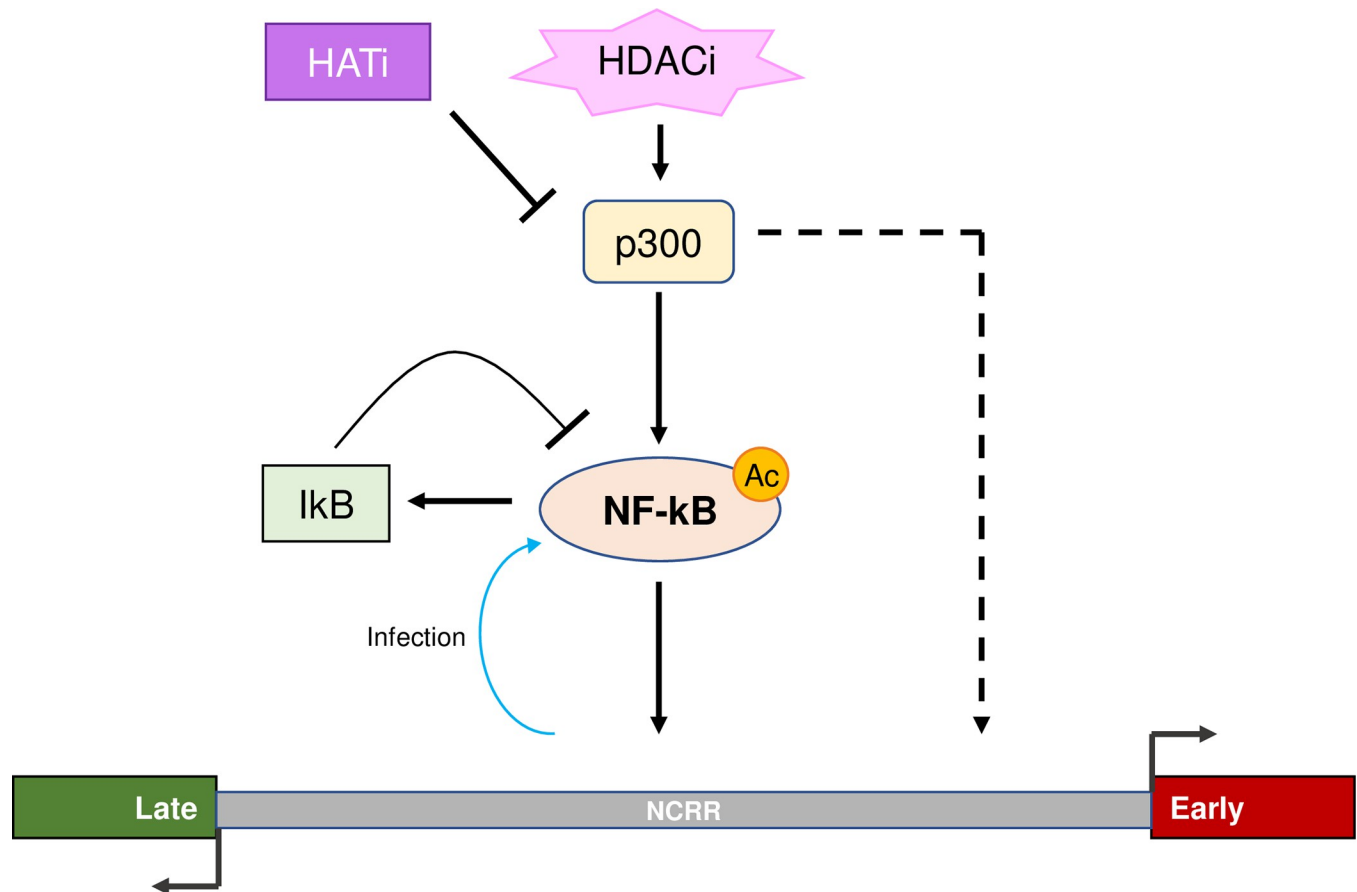 HATi
HDACi
p300
Ac
IkB
NF-kB
Infection
Late
NCRR
Early